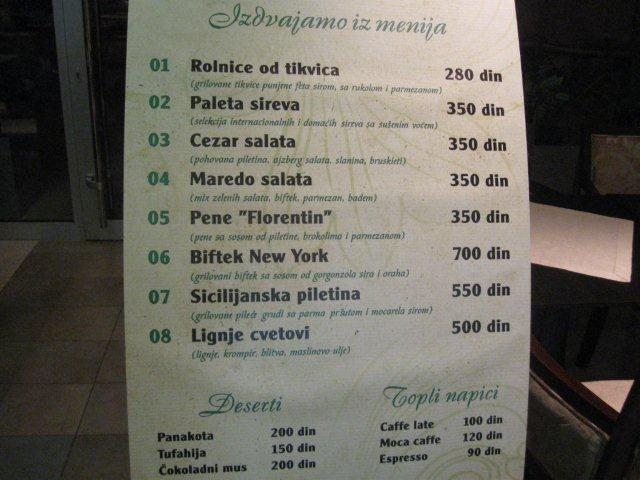 Izdvajamo iz menija
01 Rolnice od tikvica 280 din
(grilovane tikvice punjene feta sirom, sa rukolom i parmezanom)
02 Paleta sireva 350 din
(selekcija internacionalnih i domaćih sireva sa sušenim voćem)
03 Cezar salata 350 din
(pohovana piletina, ajzberg salata, slanina, brusketi)
04 Maredo salata 350 din
(mix zelenih salata, biftek, parmezan, badem)
05 Pene "Florentin" 350 din
(pene sa sosom od piletine, brokolima i parmezanom)
06 Biftek New York 700 din
(grilovani biftek sa sosom od gorgonzola sira i oraha)
07 Sicilijanska piletina 550 din
(grilovane pileće grudi sa parma pršutom i mocarela sirom)
08 Lignje cvetovi 500 din
(lignje, krompir, blitva, maslinovo ulje)
Deserti
Panakota 200 din
Tufahija 150 din
Čokoladni mus 200 din
Topli napici
Caffe late 100 din
Moca caffe 120 din
Espresso 90 din